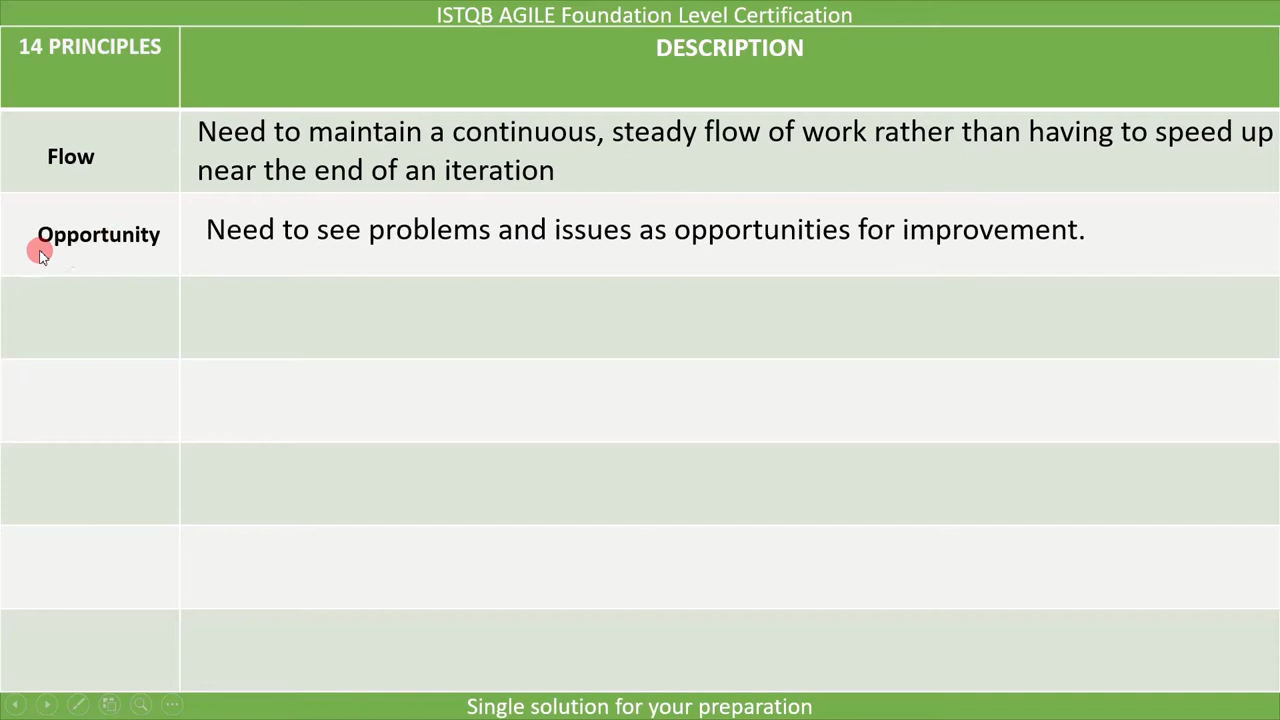 ISTQB AGILE Foundation Level Certification
14 PRINCIPLES
DESCRIPTION
Flow
Need to maintain a continuous, steady flow of work rather than having to speed up
near the end of an iteration
Opportunity
Need to see problems and issues as opportunities for improvement.
Single solution for your preparation